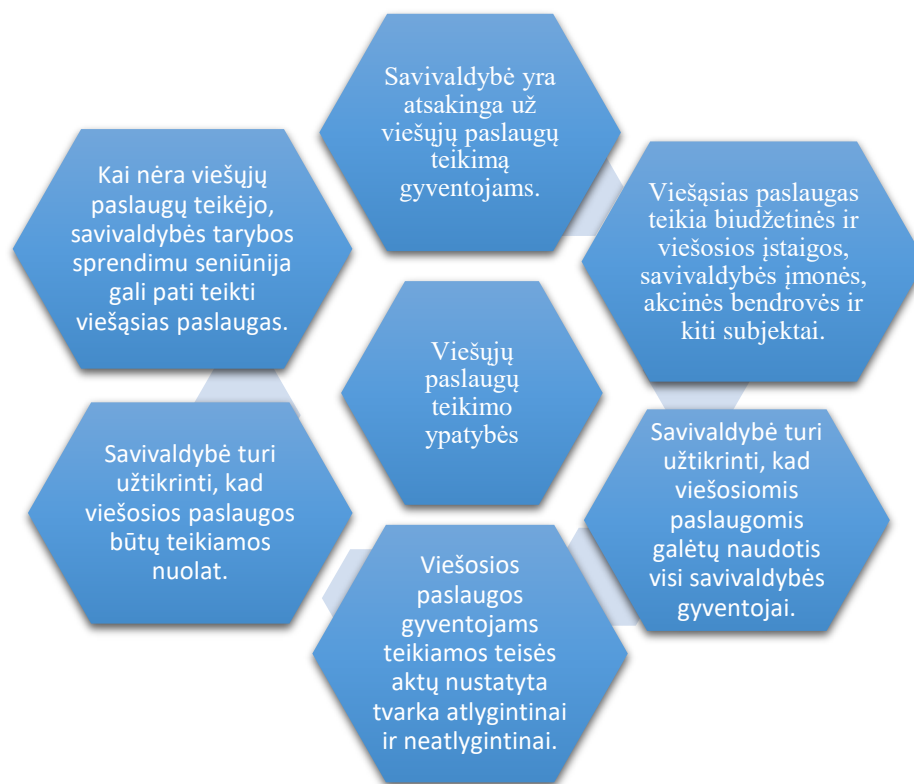 Savivaldybė yra
atsakinga už
viešųjų paslaugų
teikimą
gyventojams.
Viešąsias paslaugas
teikia biudžetinės ir
viešosios įstaigos,
savivaldybės įmonės,
akcinės bendrovės ir
kiti subjektai.
Savivaldybė turi
užtikrinti, kad
viešosiomis
paslaugomis
galėtų naudotis
visi savivaldybės
gyventojai.
Viešosios
paslaugos
gyventojams
teikiamos teisės
aktų nustatyta
tvarka atlygintinai
ir neatlygintinai.
Savivaldybė turi
užtikrinti, kad
viešosios paslaugos
būtų teikiamos
nuolat.
Kai nėra viešųjų
paslaugų teikėjo,
savivaldybės tarybos
sprendimu seniūnija
gali pati teikti
viešąsias paslaugas.
Viešųjų
paslaugų
teikimo
ypatybės